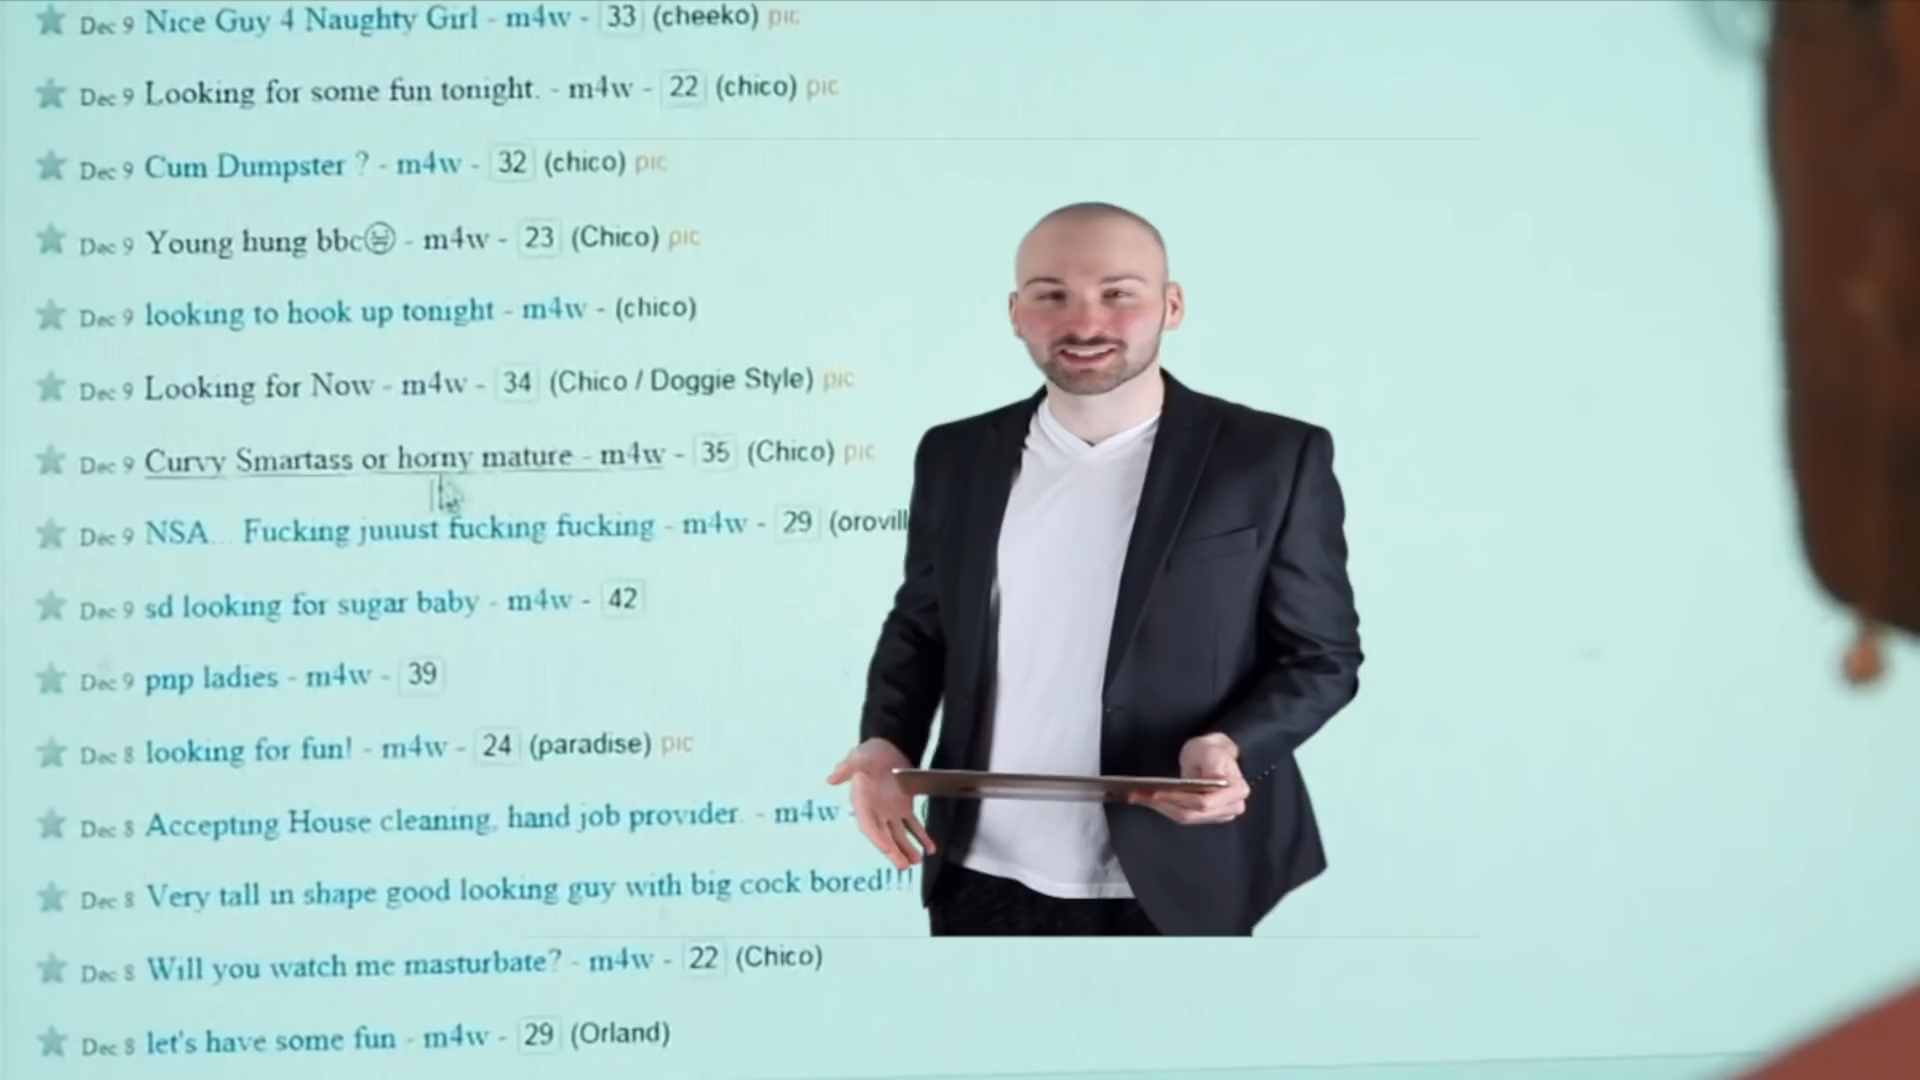 Dec 9 Nice Guy 4 Naughty Girl - m4w - 33 (cheeko) pic
Dec 9 Looking for some fun tonight. - m4w - 22 (chico) pic
Dec 9 Cum Dumpster ? - m4w - 32 (chico) pic
Dec 9 Young hung bbc - m4w - 23 (Chico) pic
Dec 9 looking to hook up tonight - m4w - (chico)
Dec 9 Looking for Now - m4w - 34 (Chico / Doggie Style) pic
Dec 9 Curvy Smartass or horny mature - m4w - 35 (Chico) pic
Dec 9 NSA... Fucking juuust fucking fucking - m4w - 29 (orovill
Dec 9 sd looking for sugar baby - m4w - 42
Dec 9 pnp ladies - m4w - 39
Dec 8 looking for fun! - m4w - 24 (paradise) pic
Dec 8 Accepting House cleaning, hand job provider. - m4w -
Dec 8 Very tall in shape good looking guy with big cock bored!!!
Dec 8 Will you watch me masturbate? - m4w - 22 (Chico)
Dec 8 let's have some fun - m4w - 29 (Orland)